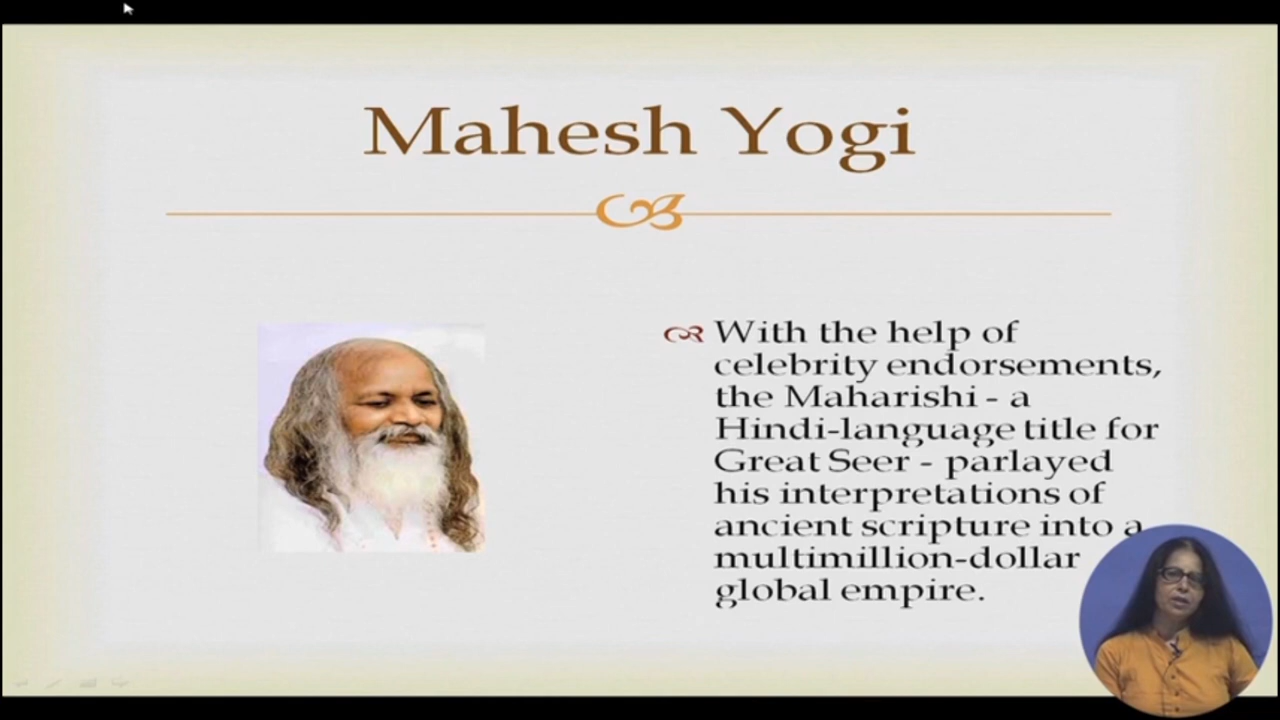 Mahesh Yogi
With the help of
celebrity endorsements,
the Maharishi - a
Hindi-language title for
Great Seer - parlayed
his interpretations of
ancient scripture into a
multimillion-dollar
global empire.